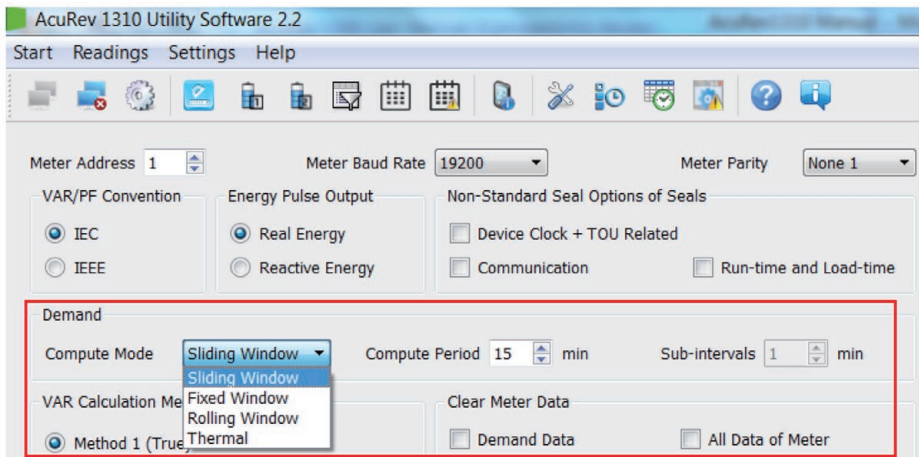 AcuRev 1310 Utility Software 2.2
Start Readings Settings Help
Meter Address 1 Meter Baud Rate 19200 Meter Parity None 1
VAR/PF Convention Energy Pulse Output Non-Standard Seal Options of Seals
IEC Real Energy Device Clock + TOU Related
IEEE Reactive Energy Communication Run-time and Load-time
Demand
Compute Mode Sliding Window Compute Period 15 min Sub-intervals 1 min
Sliding Window
VAR Calculation Me Fixed Window Clear Meter Data
Rolling Window
Method 1 (True Thermal Demand Data All Data of Meter